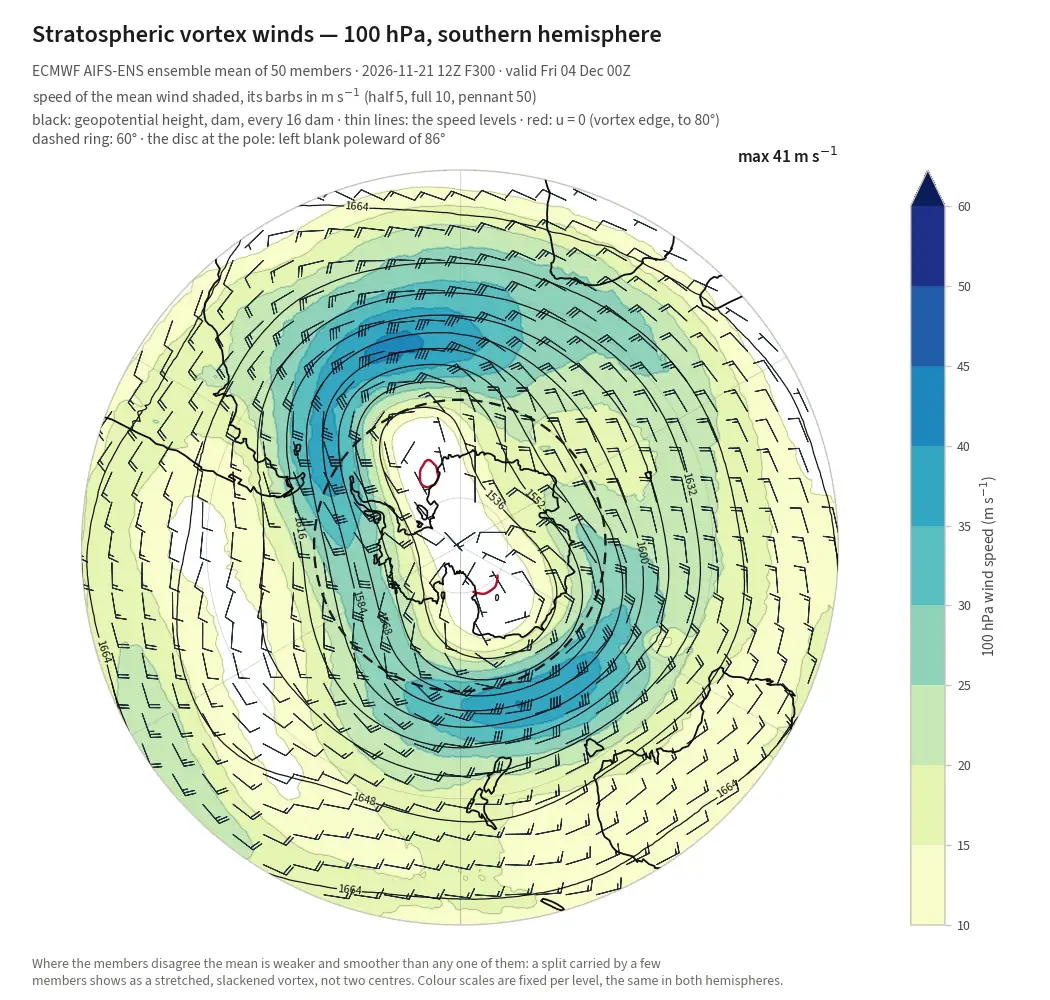 Stratospheric vortex winds — 100 hPa, southern hemisphere
ECMWF AIFS-ENS ensemble mean of 50 members · 2026-11-21 12Z F300 · valid Fri 04 Dec 00Z
speed of the mean wind shaded, its barbs in m s⁻¹ (half 5, full 10, pennant 50)
black: geopotential height, dam, every 16 dam · thin lines: the speed levels · red: u = 0 (vortex edge, to 80°)
dashed ring: 60° · the disc at the pole: left blank poleward of 86°
max 41 m s⁻¹
1664
1632
1536
1552
1616
1600
1584
1568
1664
1648
1664
1664
60
50
45
40
35
30
25
20
15
10
100 hPa wind speed (m s⁻¹)
Where the members disagree the mean is weaker and smoother than any one of them: a split carried by a few
members shows as a stretched, slackened vortex, not two centres. Colour scales are fixed per level, the same in both hemispheres.